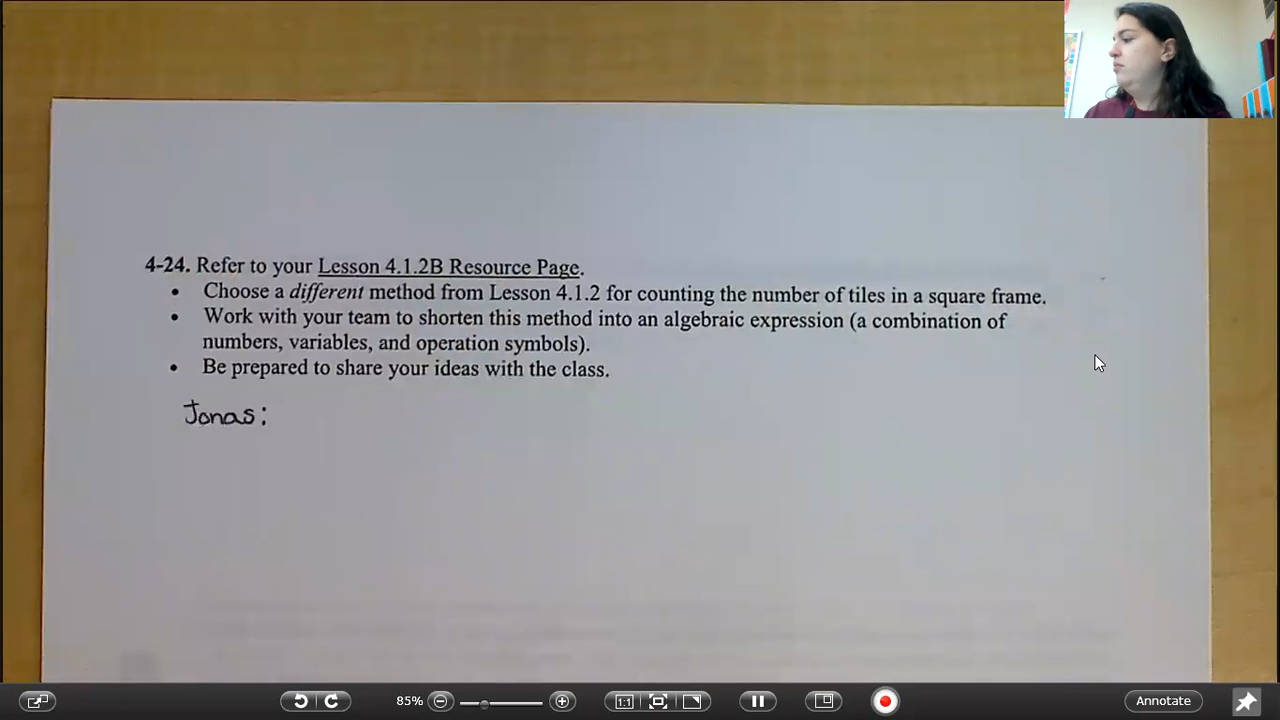 4-24. Refer to your Lesson 4.1.2B Resource Page.
• Choose a different method from Lesson 4.1.2 for counting the number of tiles in a square frame.
• Work with your team to shorten this method into an algebraic expression (a combination of
numbers, variables, and operation symbols).
• Be prepared to share your ideas with the class.
Jonas:
85%
1:1
Annotate